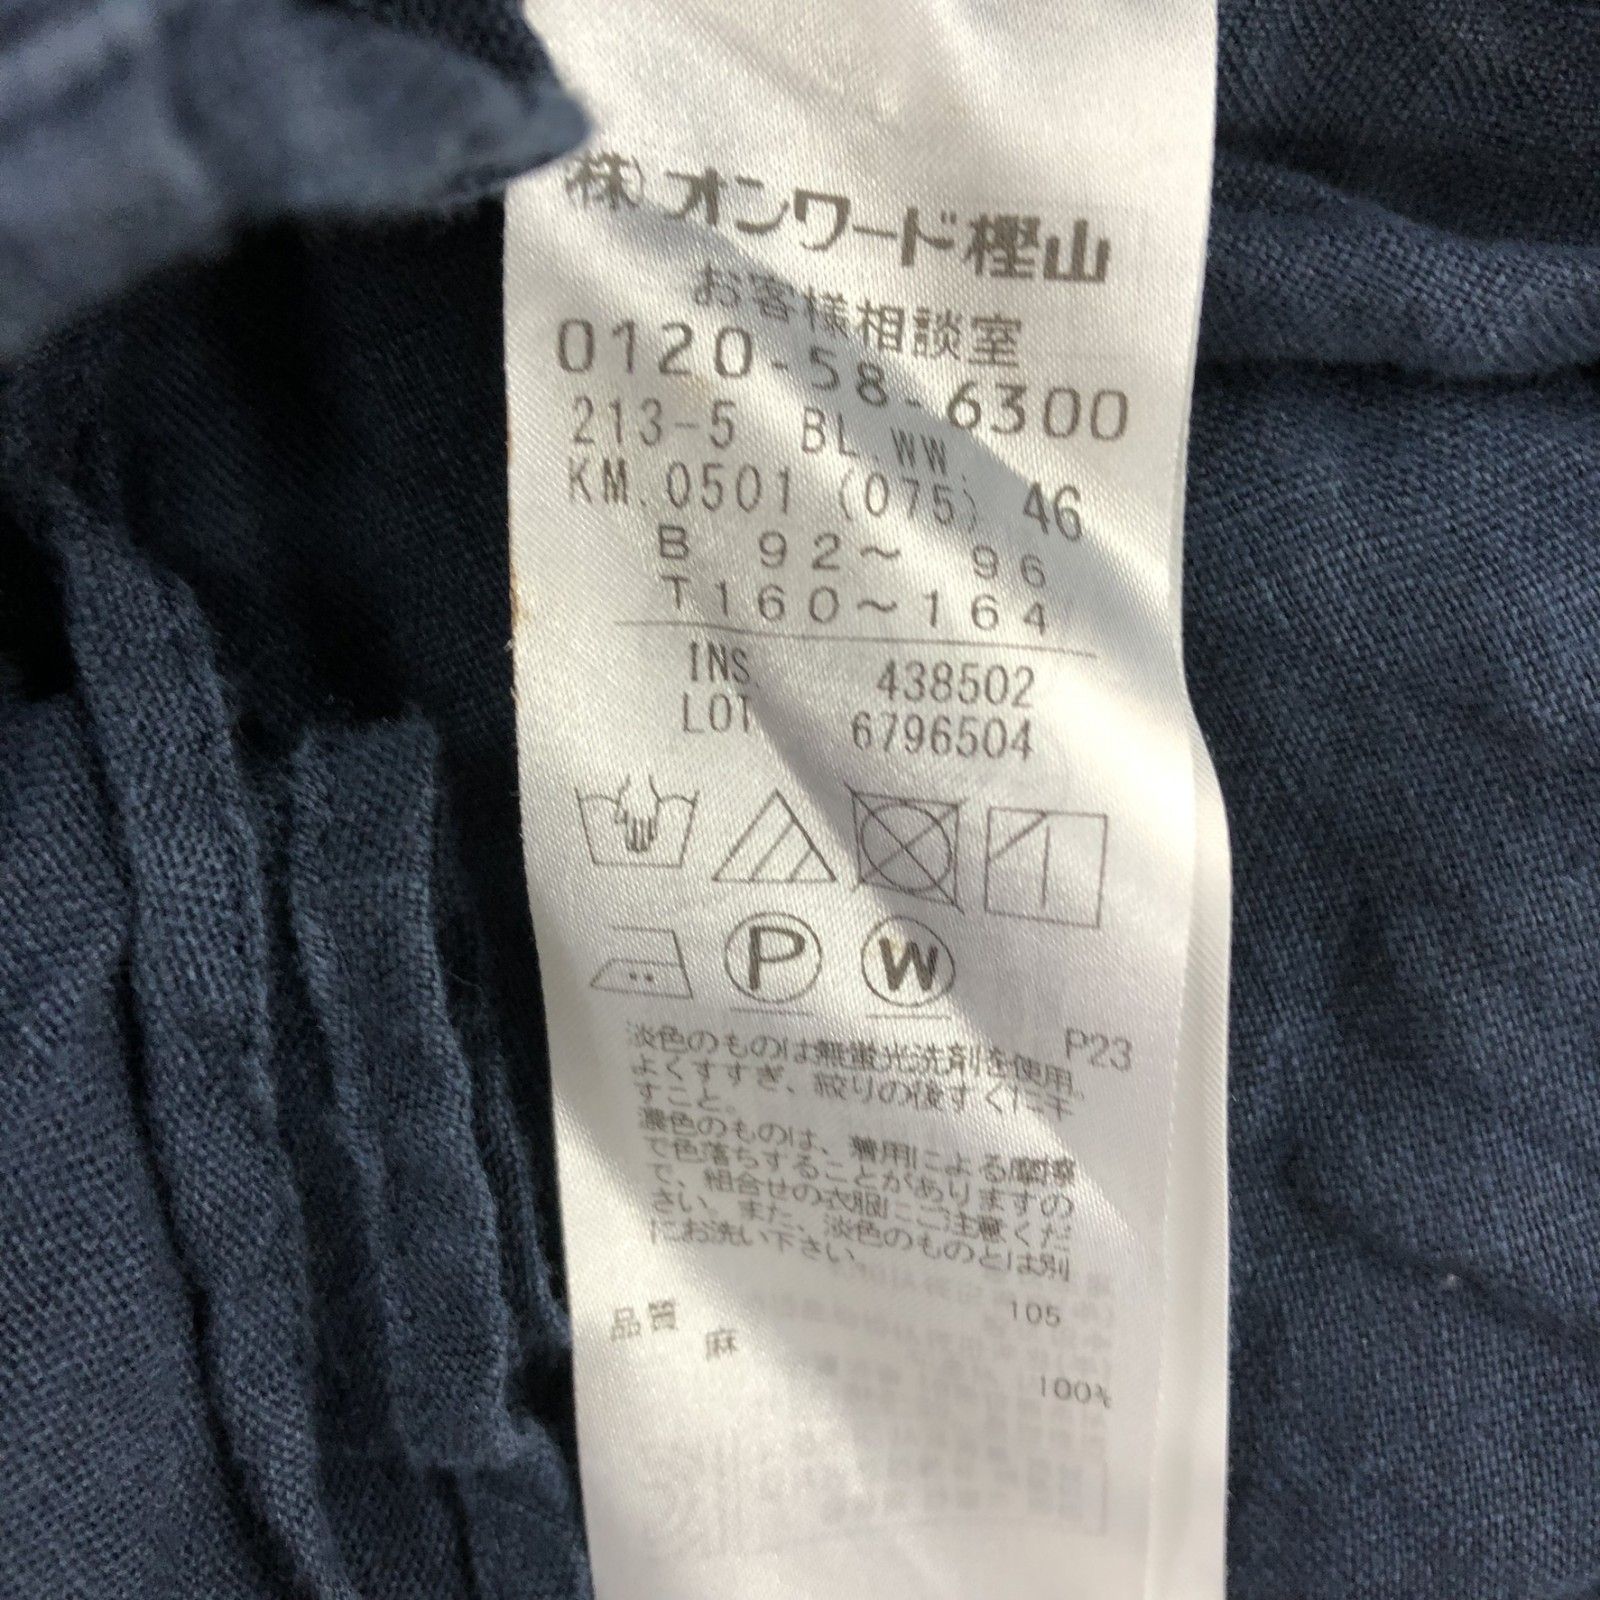 (株)オンワード樫山
お客様相談室
0120-58-6300
213-5 BL.WW.
KM.0501 (075) 46
B 92〜 96
T160〜164
INS. 438502
LOT 6796504
P W
P23
淡色のものは無蛍光洗剤を使用。
よくすすぎ、絞りの後すぐに干
すこと。
濃色のものは、着用による摩擦
で色落ちすることがありますの
で、組合せの衣服にご注意くだ
さい。また、淡色のものとは別
にお洗い下さい。
105
品質
麻
100%